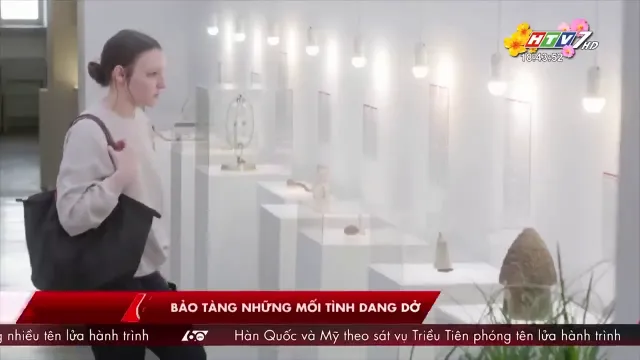 HTV7 HD
18:43:52
BẢO TÀNG NHỮNG MỐI TÌNH DANG DỞ
g nhiều tên lửa hành trình
Hàn Quốc và Mỹ theo sát vụ Triều Tiên phóng tên lửa hành trình